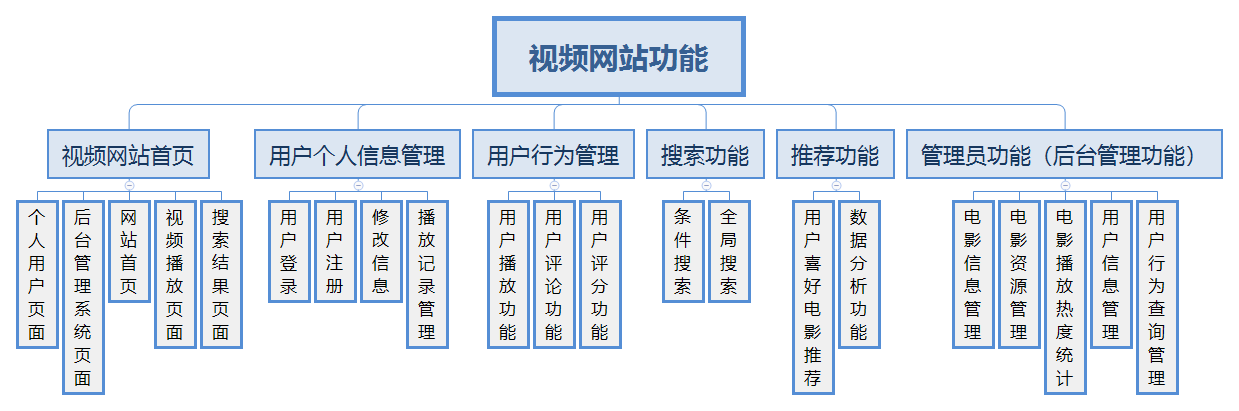 视频网站功能
视频网站首页
用户个人信息管理
用户行为管理
搜索功能
推荐功能
管理员功能（后台管理功能）
个人用户页面
后台管理系统页面
网站首页
视频播放页面
搜索结果页面
用户登录
用户注册
修改信息
播放记录管理
用户播放功能
用户评论功能
用户评分功能
条件搜索
全局搜索
用户喜好电影推荐
数据分析功能
电影信息管理
电影资源管理
电影播放热度统计
用户信息管理
用户行为查询管理